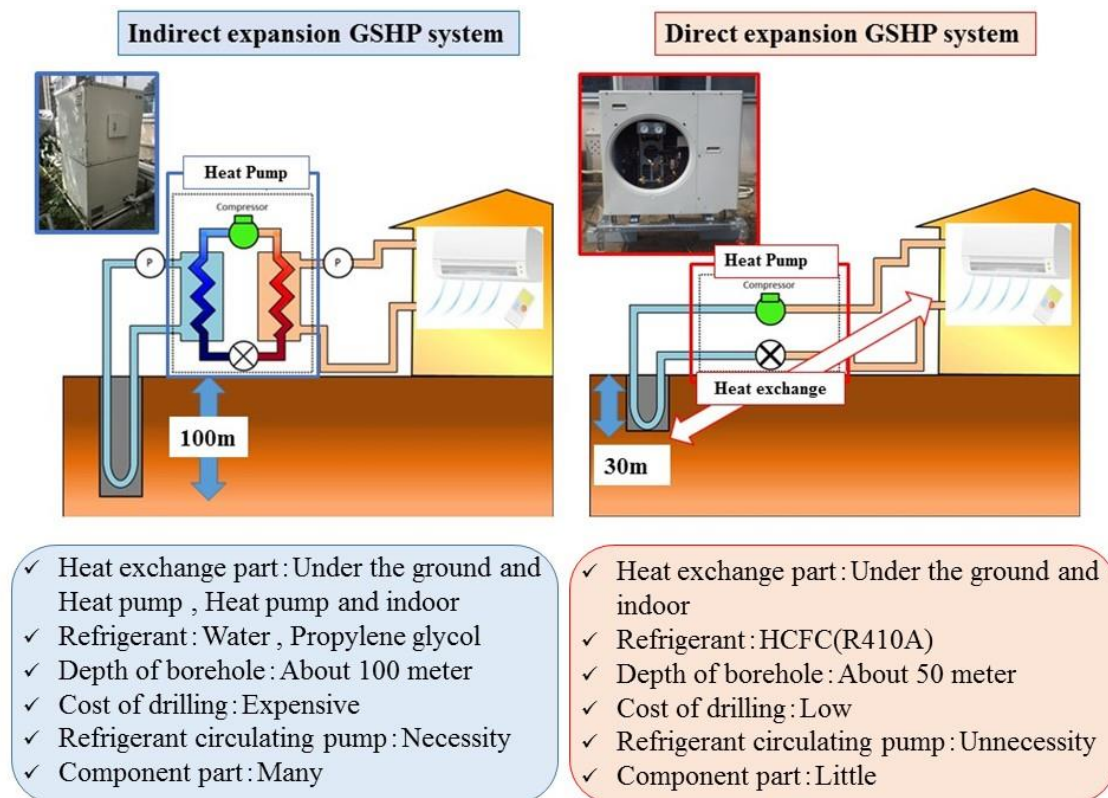 Indirect expansion GSHP system
Direct expansion GSHP system
Heat Pump
Compressor
P
P
100m
Heat Pump
Compressor
Heat exchange
30m
✓ Heat exchange part:Under the ground and
Heat pump , Heat pump and indoor
✓ Refrigerant:Water , Propylene glycol
✓ Depth of borehole:About 100 meter
✓ Cost of drilling:Expensive
✓ Refrigerant circulating pump:Necessity
✓ Component part:Many
✓ Heat exchange part:Under the ground and
indoor
✓ Refrigerant:HCFC(R410A)
✓ Depth of borehole:About 50 meter
✓ Cost of drilling:Low
✓ Refrigerant circulating pump:Unnecessity
✓ Component part:Little